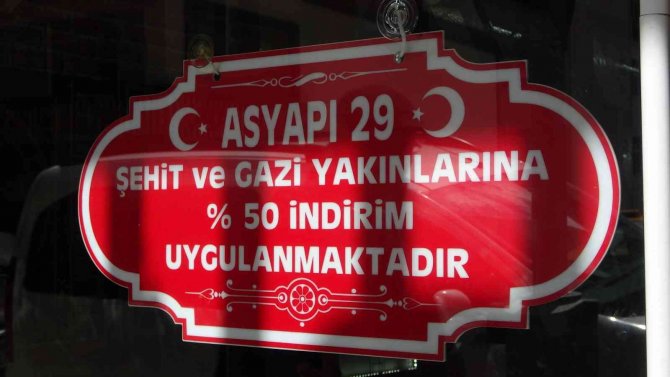 ASYAPI 29
ŞEHİT ve GAZİ YAKINLARINA
% 50 İNDİRİM
UYGULANMAKTADIR